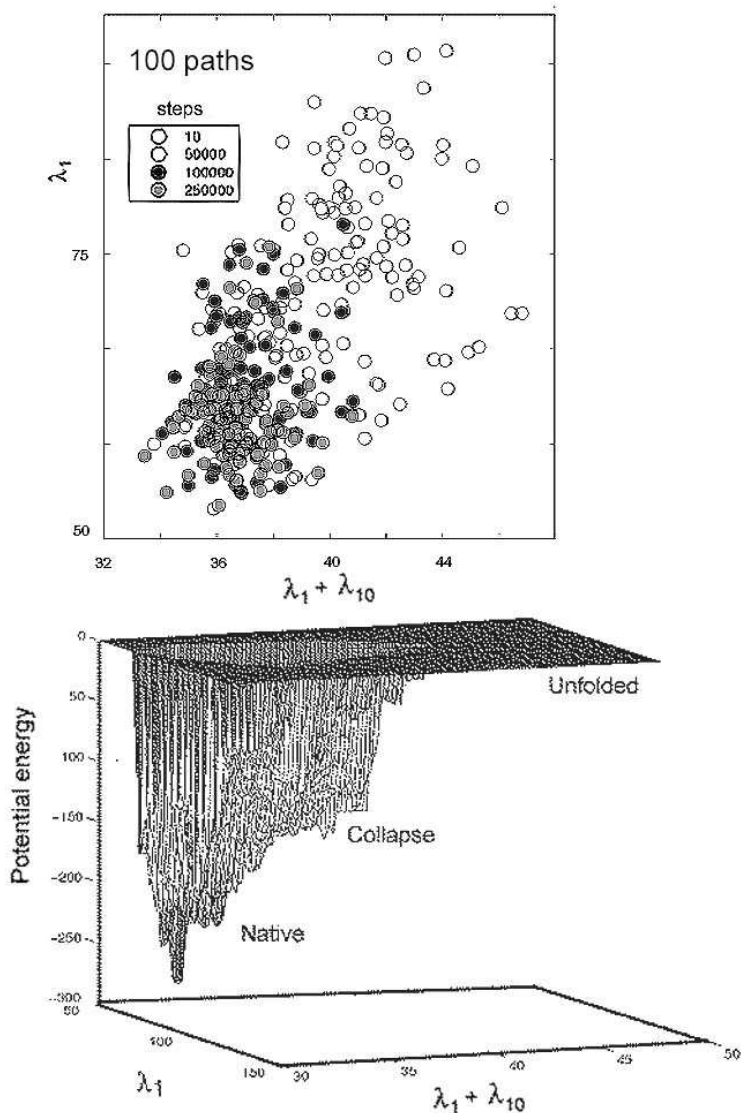 100 paths
steps
10
50000
100000
250000
λ₁
75
50
32
36
40
44
λ₁ + λ₁₀
0
50
100
-150
-200
-250
-300
Potential energy
Unfolded
Collapse
Native
50
100
150
λ₁
30
35
40
45
50
λ₁ + λ₁₀